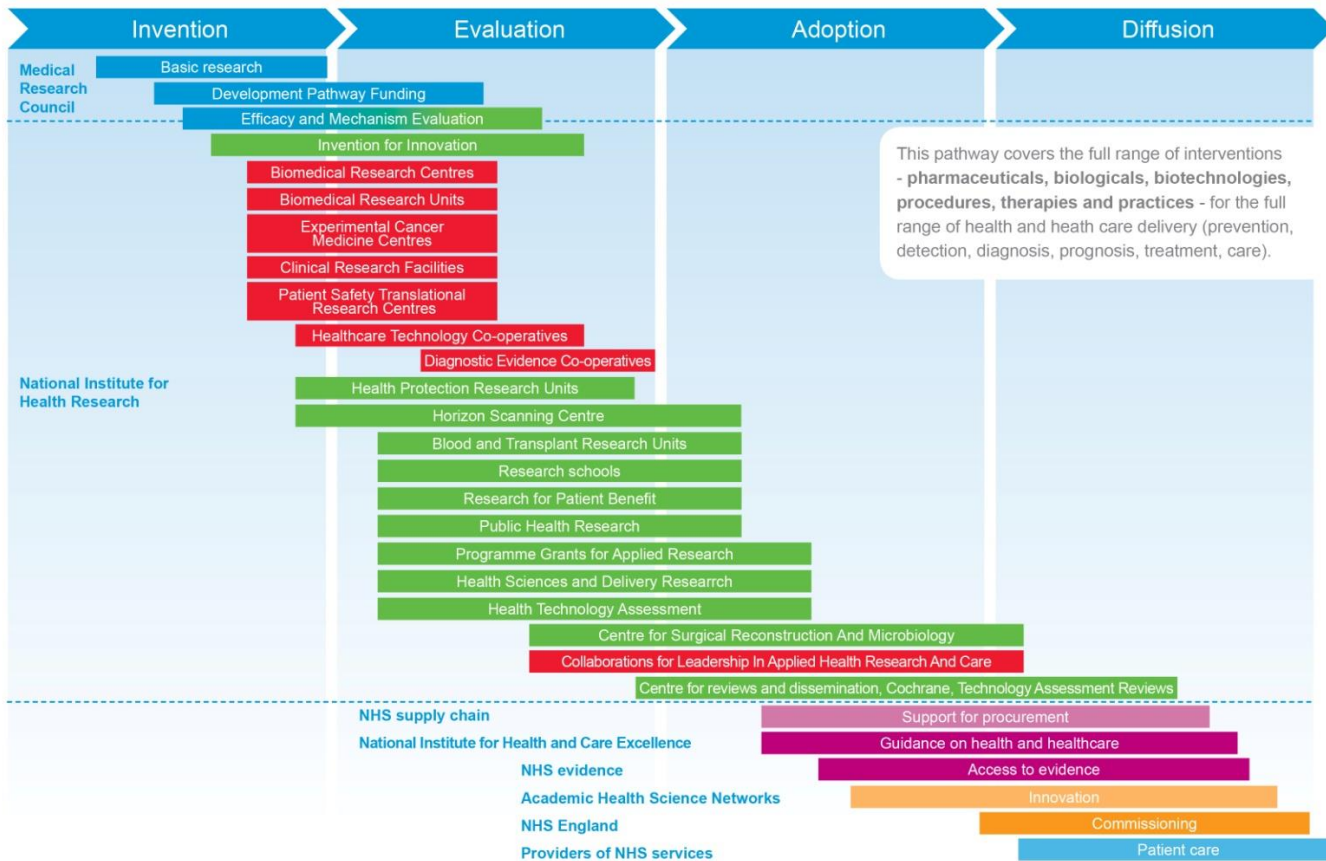 Invention
Evaluation
Adoption
Diffusion
Medical
Research
Council
Basic research
Development Pathway Funding
Efficacy and Mechanism Evaluation
Invention for Innovation
Biomedical Research Centres
Biomedical Research Units
Experimental Cancer
Medicine Centres
Clinical Research Facilities
Patient Safety Translational
Research Centres
Healthcare Technology Co-operatives
Diagnostic Evidence Co-operatives
This pathway covers the full range of interventions
- pharmaceuticals, biologicals, biotechnologies,
procedures, therapies and practices - for the full
range of health and heath care delivery (prevention,
detection, diagnosis, prognosis, treatment, care).
National Institute for
Health Research
Health Protection Research Units
Horizon Scanning Centre
Blood and Transplant Research Units
Research schools
Research for Patient Benefit
Public Health Research
Programme Grants for Applied Research
Health Sciences and Delivery Researrch
Health Technology Assessment
Centre for Surgical Reconstruction And Microbiology
Collaborations for Leadership In Applied Health Research And Care
Centre for reviews and dissemination, Cochrane, Technology Assessment Reviews
NHS supply chain
Support for procurement
National Institute for Health and Care Excellence
Guidance on health and healthcare
NHS evidence
Access to evidence
Academic Health Science Networks
Innovation
NHS England
Commissioning
Providers of NHS services
Patient care